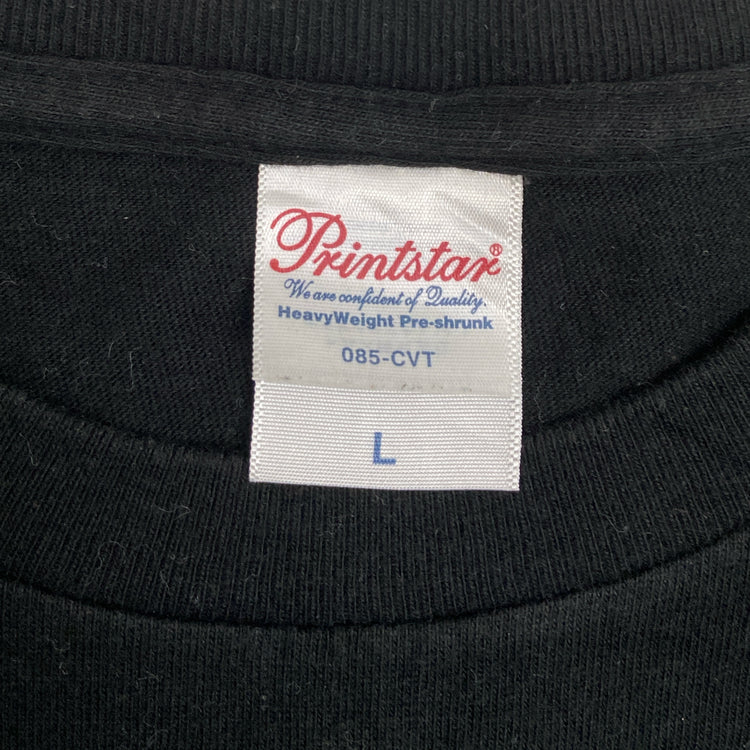 Printstar®
We are confident of Quality.
HeavyWeight Pre-shrunk
085-CVT
L